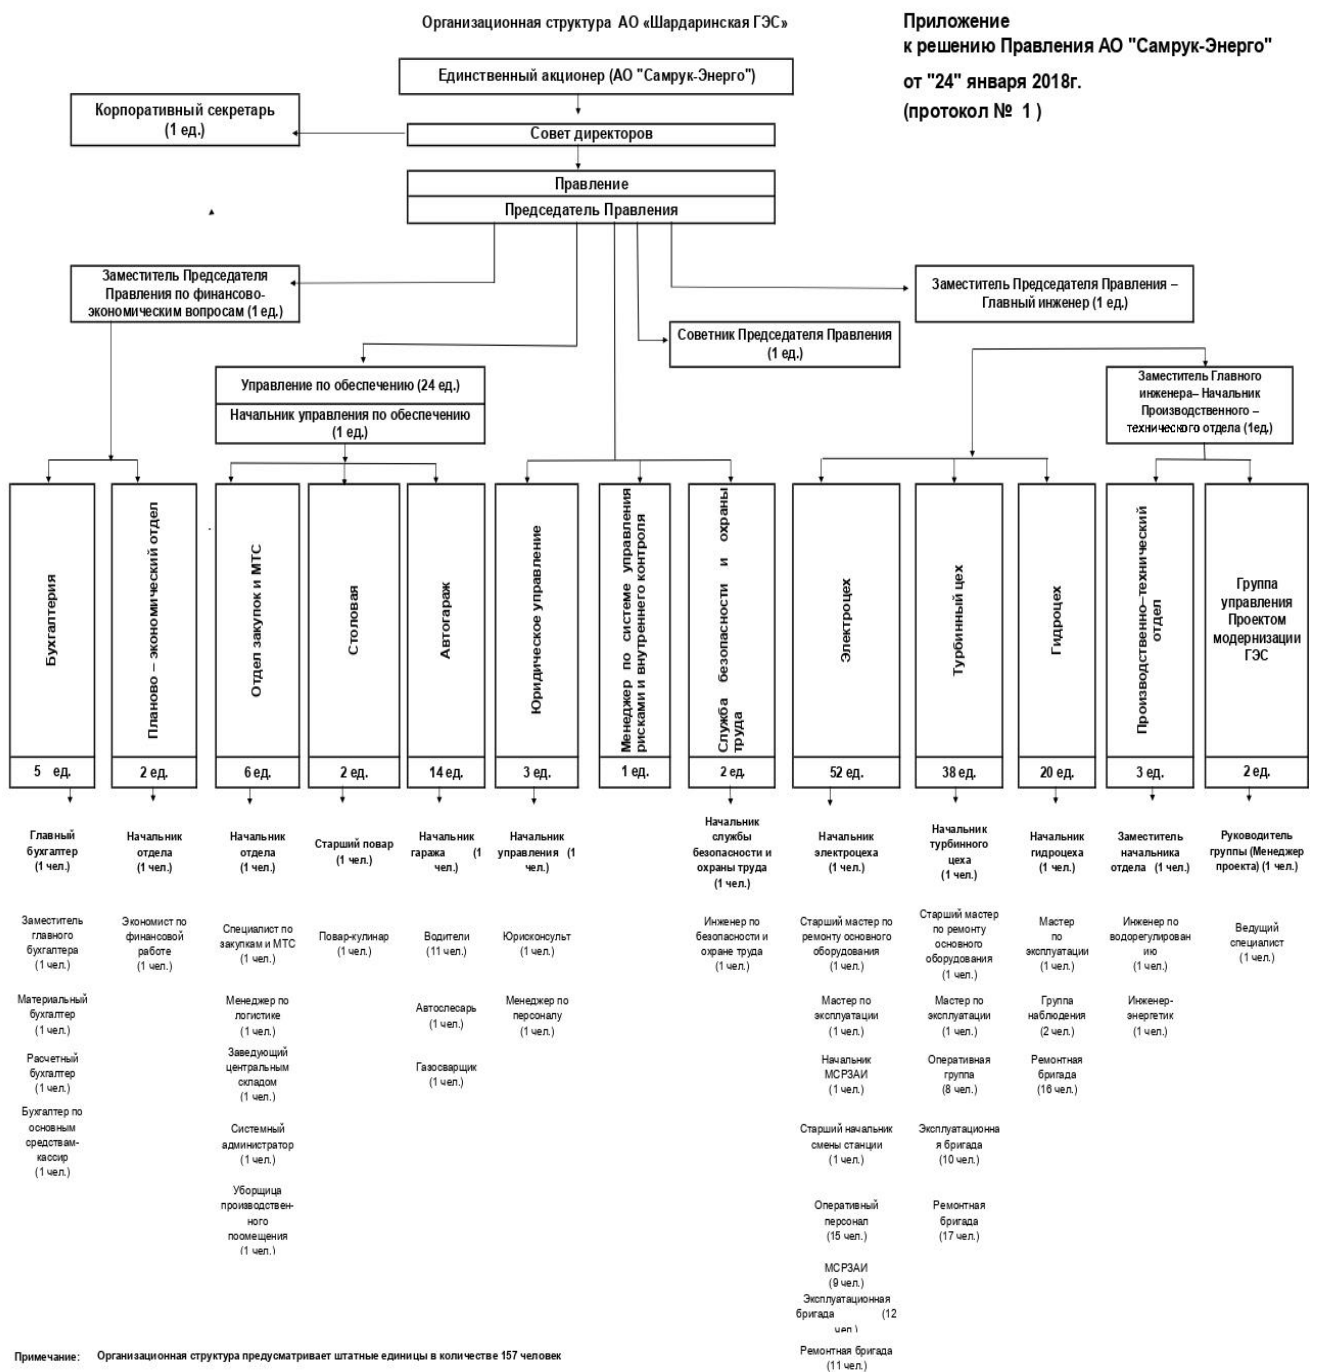 Организационная структура АО «Шардаринская ГЭС»
Приложение
к решению Правления АО "Самрук-Энерго"
от "24" января 2018г.
(протокол № 1 )
Единственный акционер (АО "Самрук-Энерго")
Корпоративный секретарь
(1 ед.)
Совет директоров
Правление
Председатель Правления
Заместитель Председателя
Правления по финансово-
экономическим вопросам (1 ед.)
Заместитель Председателя Правления –
Главный инженер (1 ед.)
Советник Председателя Правления
(1 ед.)
Управление по обеспечению (24 ед.)
Начальник управления по обеспечению
(1 ед.)
Заместитель Главного
инженера– Начальник
Производственного –
технического отдела (1ед.)
Бухгалтерия
5 ед.
Планово – экономический отдел
2 ед.
Отдел закупок и МТС
6 ед.
Столовая
2 ед.
Автогараж
14 ед.
Юридическое управление
3 ед.
Менеджер по системе управления
рисками и внутреннего контроля
1 ед.
Служба безопасности и охраны
труда
2 ед.
Электроцех
52 ед.
Турбинный цех
38 ед.
Гидроцех
20 ед.
Производственно–технический
отдел
3 ед.
Группа
управления
Проектом
модернизации
ГЭС
2 ед.
Главный
бухгалтер
(1 чел.)
Заместитель
главного
бухгалтера
(1 чел.)
Материальный
бухгалтер
(1 чел.)
Расчетный
бухгалтер
(1 чел.)
Бухгалтер по
основным
средствам-
кассир
(1 чел.)
Начальник
отдела
(1 чел.)
Экономист по
финансовой
работе
(1 чел.)
Начальник
отдела
(1 чел.)
Специалист по
закупкам и МТС
(1 чел.)
Менеджер по
логистике
(1 чел.)
Заведующий
центральным
складом
(1 чел.)
Системный
администратор
(1 чел.)
Уборщица
производствен-
ного
поомещения
(1 чел.)
Старший повар
(1 чел.)
Повар-кулинар
(1 чел.)
Начальник
гаража (1
чел.)
Водители
(11 чел.)
Автослесарь
(1 чел.)
Газосварщик
(1 чел.)
Начальник
управления (1
чел.)
Юрисконсульт
(1 чел.)
Менеджер по
персоналу
(1 чел.)
Начальник
службы
безопасности и
охраны труда
(1 чел.)
Инженер по
безопасности и
охране труда
(1 чел.)
Начальник
электроцеха
(1 чел.)
Старший мастер по
ремонту основного
оборудования
(1 чел.)
Мастер по
эксплуатации
(1 чел.)
Начальник
МСРЗАИ
(1 чел.)
Старший начальник
смены станции
(1 чел.)
Оперативный
персонал
(15 чел.)
МСРЗАИ
(9 чел.)
Эксплуатационная
бригада (12
чел.)
Ремонтная бригада
(11 чел.)
Начальник
турбинного
цеха
(1 чел.)
Старший мастер
по ремонту
основного
оборудования
(1 чел.)
Мастер по
эксплуатации
(1 чел.)
Оперативная
группа
(8 чел.)
Эксплуатационна
я бригада
(10 чел.)
Ремонтная
бригада
(17 чел.)
Начальник
гидроцеха
(1 чел.)
Мастер
по
эксплуатации
(1 чел.)
Группа
наблюдения
(2 чел.)
Ремонтная
бригада
(16 чел.)
Заместитель
начальника
отдела (1 чел.)
Инженер по
водорегулирован
ию
(1 чел.)
Инженер-
энергетик
(1 чел.)
Руководитель
группы (Менеджер
проекта) (1 чел.)
Ведущий
специалист
(1 чел.)
Примечание: Организационная структура предусматривает штатные единицы в количестве 157 человек